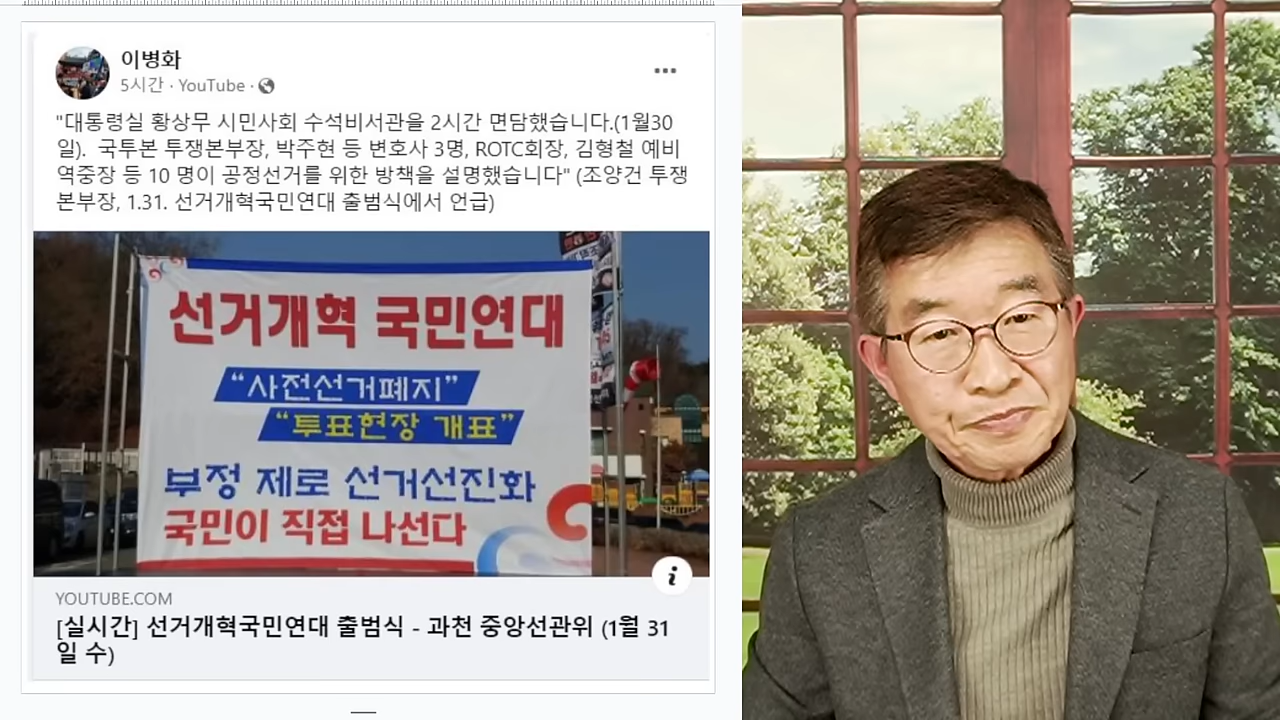 이병화
5시간 · YouTube ·
"대통령실 황상무 시민사회 수석비서관을 2시간 면담했습니다.(1월30
일).  국투본 투쟁본부장, 박주현 등 변호사 3명, ROTC회장, 김형철 예비
역중장 등 10 명이 공정선거를 위한 방책을 설명했습니다" (조양건 투쟁
본부장, 1.31. 선거개혁국민연대 출범식에서 언급)
선거개혁 국민연대
"사전선거폐지"
"투표현장 개표"
부정 제로 선거선진화
국민이 직접 나선다
YOUTUBE.COM
[실시간] 선거개혁국민연대 출범식 - 과천 중앙선관위 (1월 31
일 수)